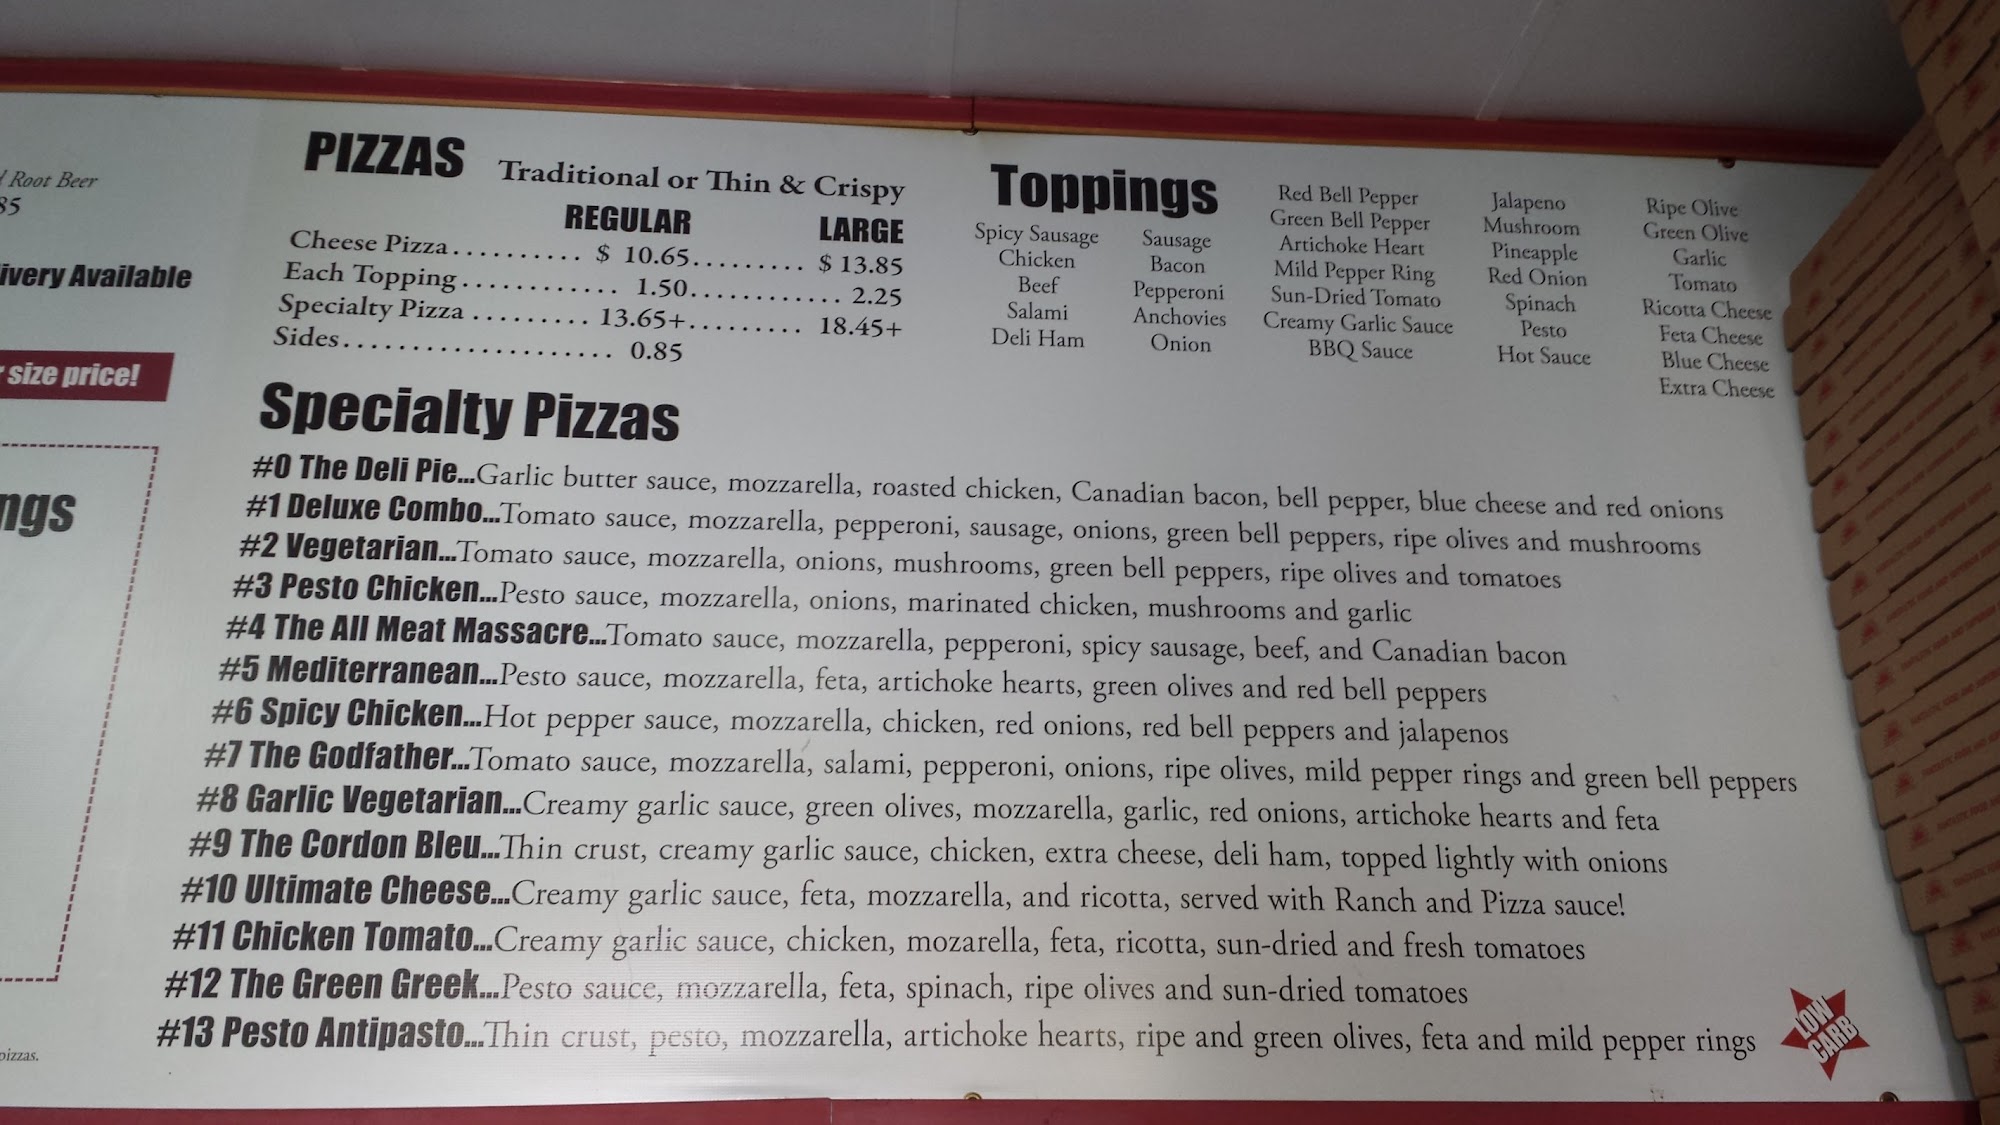 Root Beer
85
ivery Available
size price!
ngs
pizzas.
PIZZAS Traditional or Thin & Crispy
REGULAR LARGE
Cheese Pizza.......... $ 10.65......... $ 13.85
Each Topping............ 1.50............. 2.25
Specialty Pizza ......... 13.65+......... 18.45+
Sides.................... 0.85
Toppings
Spicy Sausage
Chicken
Beef
Salami
Deli Ham
Sausage
Bacon
Pepperoni
Anchovies
Onion
Red Bell Pepper
Green Bell Pepper
Artichoke Heart
Mild Pepper Ring
Sun-Dried Tomato
Creamy Garlic Sauce
BBQ Sauce
Jalapeno
Mushroom
Pineapple
Red Onion
Spinach
Pesto
Hot Sauce
Ripe Olive
Green Olive
Garlic
Tomato
Ricotta Cheese
Feta Cheese
Blue Cheese
Extra Cheese
Specialty Pizzas
#0 The Deli Pie...Garlic butter sauce, mozzarella, roasted chicken, Canadian bacon, bell pepper, blue cheese and red onions
#1 Deluxe Combo...Tomato sauce, mozzarella, pepperoni, sausage, onions, green bell peppers, ripe olives and mushrooms
#2 Vegetarian...Tomato sauce, mozzarella, onions, mushrooms, green bell peppers, ripe olives and tomatoes
#3 Pesto Chicken...Pesto sauce, mozzarella, onions, marinated chicken, mushrooms and garlic
#4 The All Meat Massacre...Tomato sauce, mozzarella, pepperoni, spicy sausage, beef, and Canadian bacon
#5 Mediterranean...Pesto sauce, mozzarella, feta, artichoke hearts, green olives and red bell peppers
#6 Spicy Chicken...Hot pepper sauce, mozzarella, chicken, red onions, red bell peppers and jalapenos
#7 The Godfather...Tomato sauce, mozzarella, salami, pepperoni, onions, ripe olives, mild pepper rings and green bell peppers
#8 Garlic Vegetarian...Creamy garlic sauce, green olives, mozzarella, garlic, red onions, artichoke hearts and feta
#9 The Cordon Bleu...Thin crust, creamy garlic sauce, chicken, extra cheese, deli ham, topped lightly with onions
#10 Ultimate Cheese...Creamy garlic sauce, feta, mozzarella, and ricotta, served with Ranch and Pizza sauce!
#11 Chicken Tomato...Creamy garlic sauce, chicken, mozarella, feta, ricotta, sun-dried and fresh tomatoes
#12 The Green Greek...Pesto sauce, mozzarella, feta, spinach, ripe olives and sun-dried tomatoes
#13 Pesto Antipasto...Thin crust, pesto, mozzarella, artichoke hearts, ripe and green olives, feta and mild pepper rings
LOW
CARB